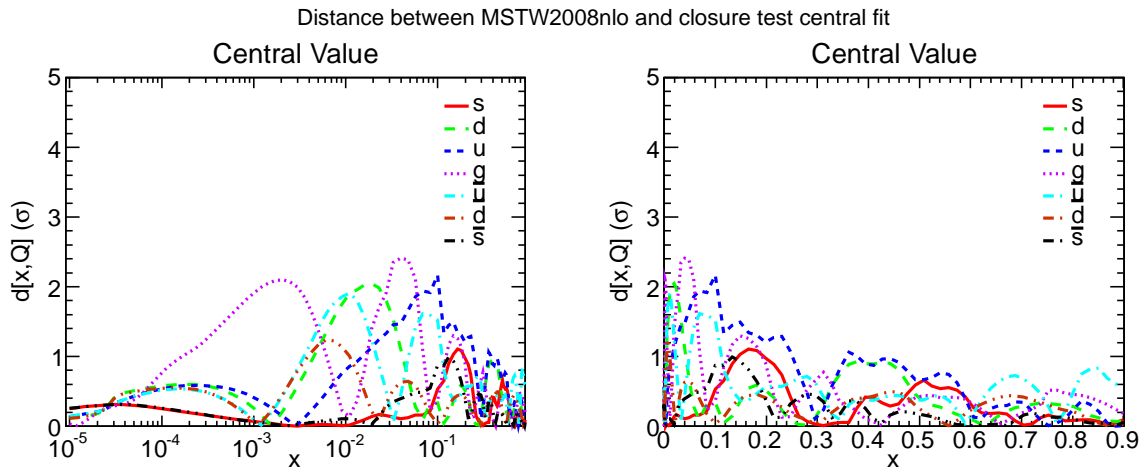 Distance between MSTW2008nlo and closure test central fit
Central Value
d[x,Q] (σ)
5
4
3
2
1
0
s
d
u
g
u̅
d̅
s̅
10⁻⁵ 10⁻⁴ 10⁻³ 10⁻² 10⁻¹
x
Central Value
d[x,Q] (σ)
5
4
3
2
1
0
s
d
u
g
u̅
d̅
s̅
0 0.1 0.2 0.3 0.4 0.5 0.6 0.7 0.8 0.9
x